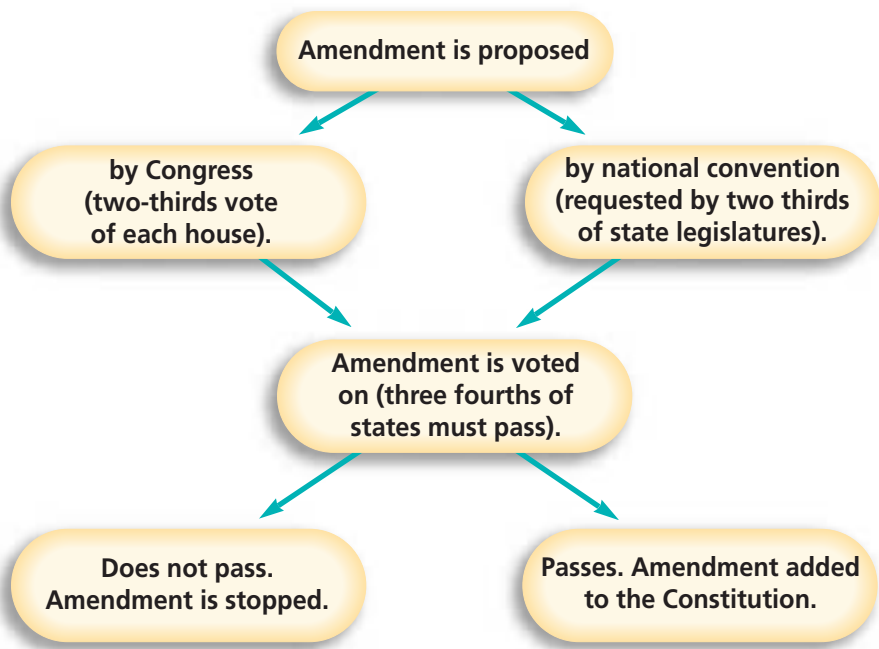 Amendment is proposed
by Congress
(two-thirds vote
of each house).
by national convention
(requested by two thirds
of state legislatures).
Amendment is voted
on (three fourths of
states must pass).
Does not pass.
Amendment is stopped.
Passes. Amendment added
to the Constitution.